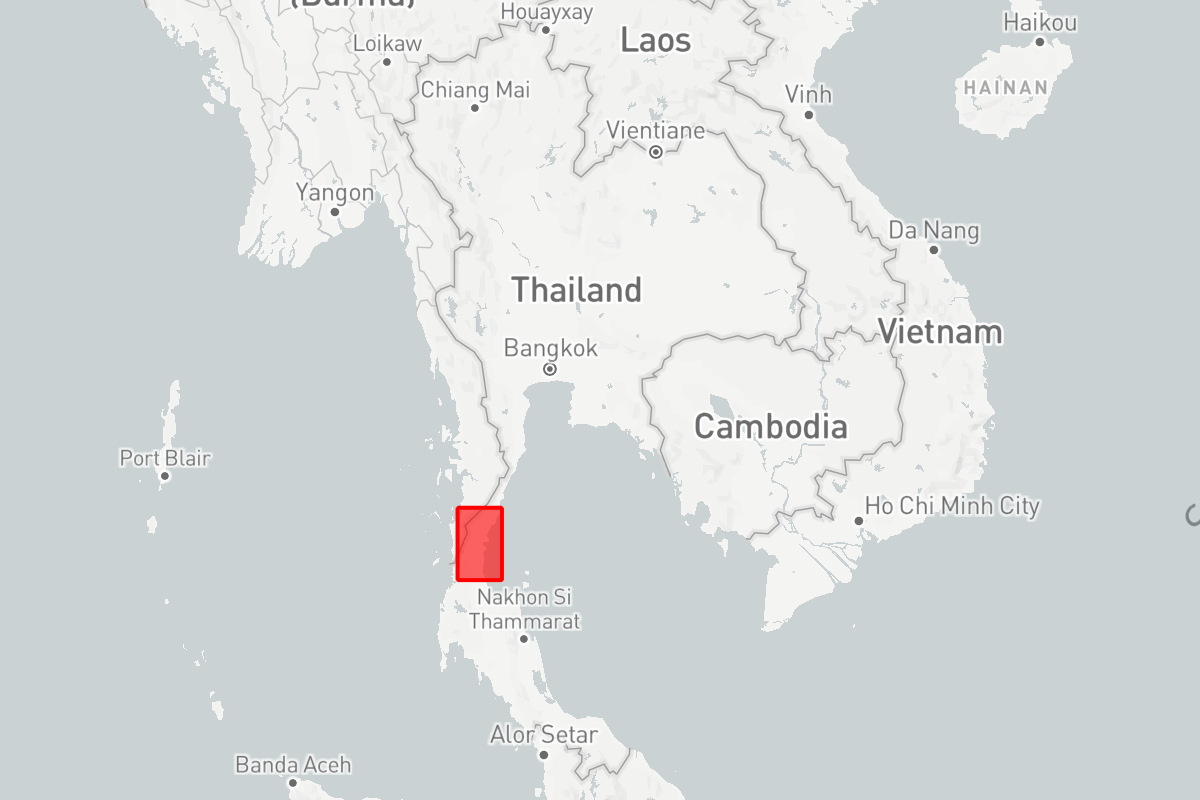 (Burma)
Houayxay
Haikou
Loikaw
Laos
Chiang Mai
HAINAN
Vinh
Vientiane
Yangon
Da Nang
Thailand
Vietnam
Bangkok
Cambodia
Port Blair
Ho Chi Minh City
Nakhon Si
Thammarat
Alor Setar
Banda Aceh